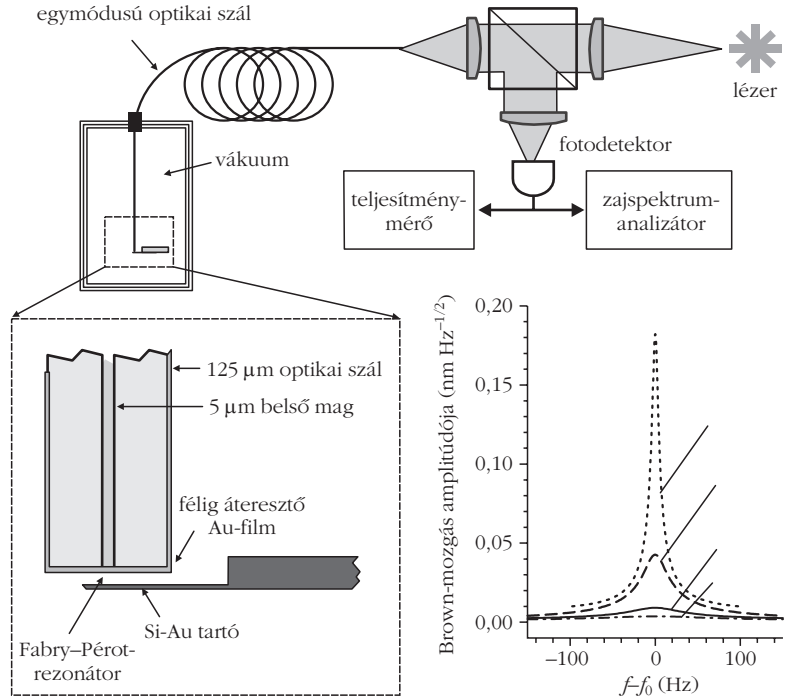 egymódusú optikai szál
lézer
vákuum
fotodetektor
teljesítmény-
mérő
zajspektrum-
analizátor
125 μm optikai szál
5 μm belső mag
félig áteresztő
Au-film
Si-Au tartó
Fabry–Pérot-
rezonátor
Brown-mozgás amplitúdója (nm Hz–1/2)
0,20
0,15
0,10
0,05
0,00
–100
0
100
f–f0 (Hz)